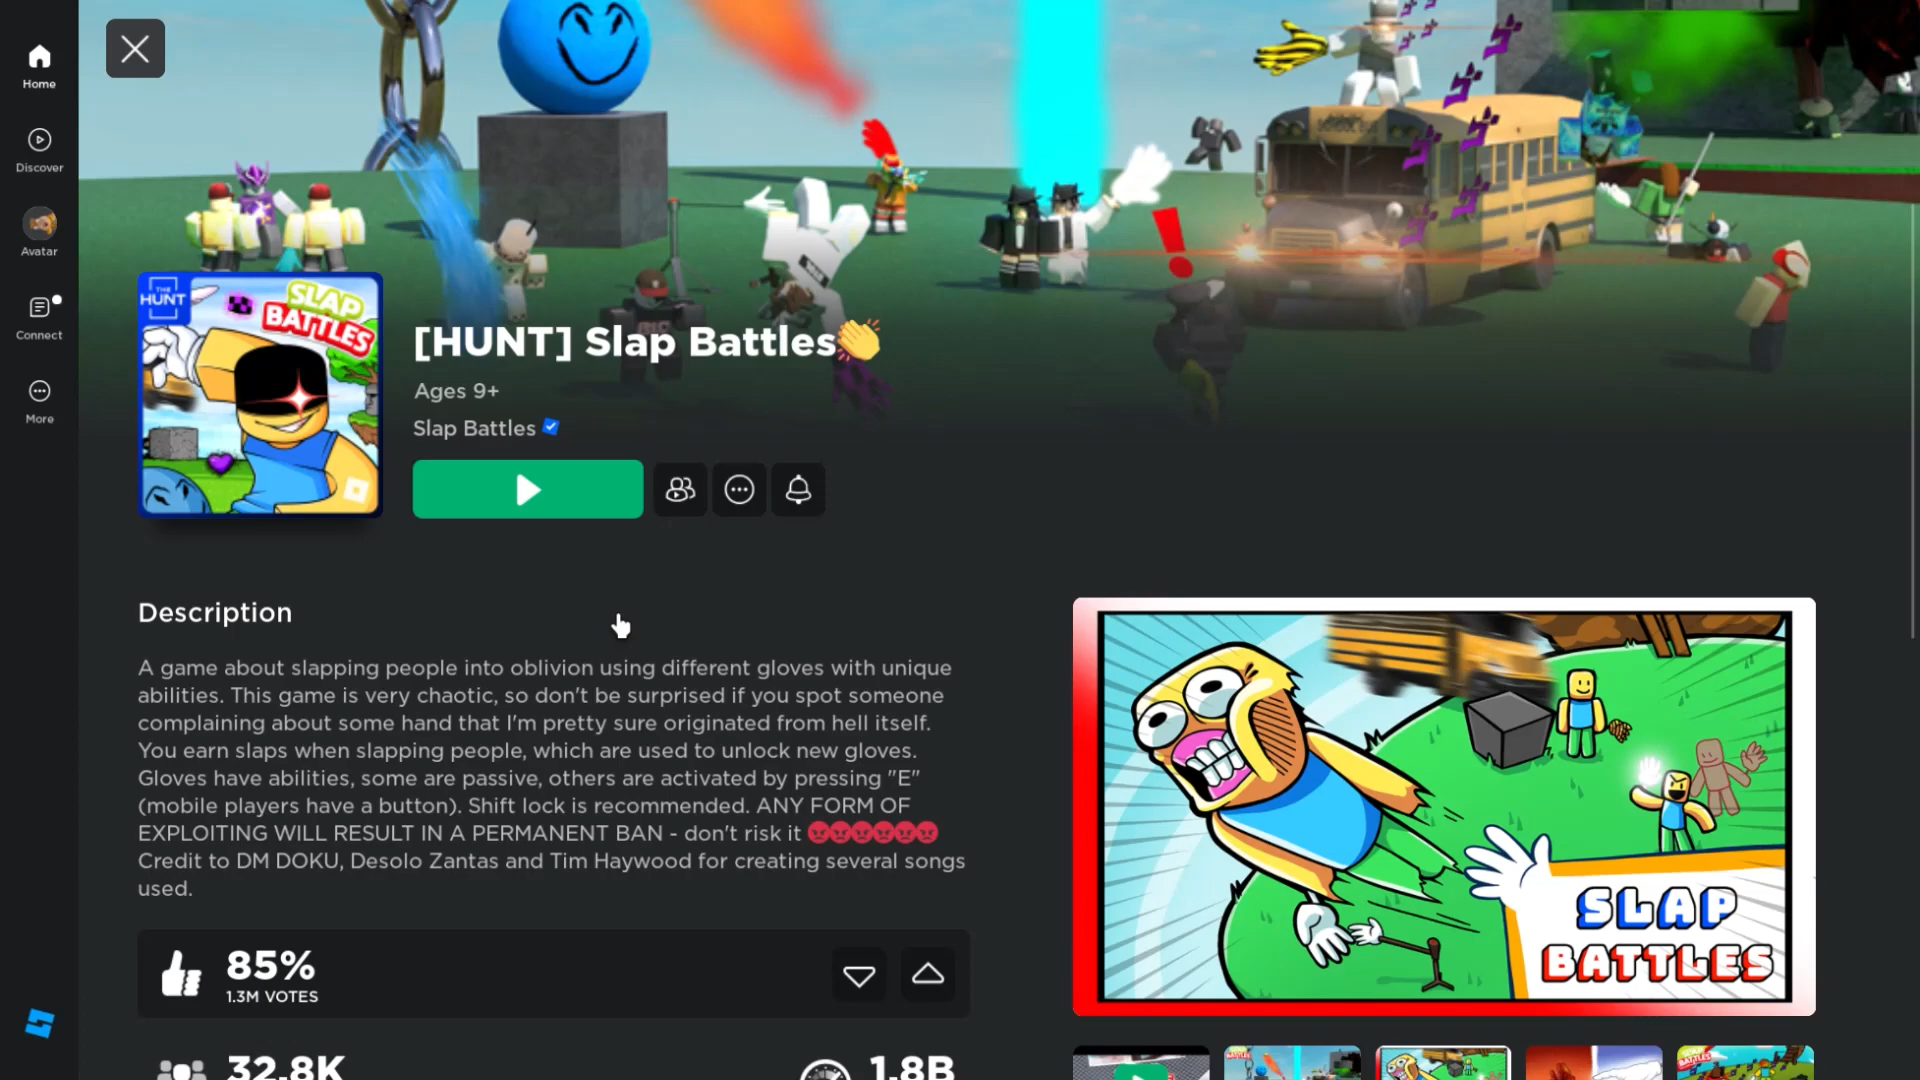 Home
Discover
Avatar
Connect
More
THE
HUNT
SLAP
BATTLES
[HUNT] Slap Battles👏
Ages 9+
Slap Battles
Description
A game about slapping people into oblivion using different gloves with unique
abilities. This game is very chaotic, so don't be surprised if you spot someone
complaining about some hand that I'm pretty sure originated from hell itself.
You earn slaps when slapping people, which are used to unlock new gloves.
Gloves have abilities, some are passive, others are activated by pressing "E"
(mobile players have a button). Shift lock is recommended. ANY FORM OF
EXPLOITING WILL RESULT IN A PERMANENT BAN - don't risk it 😡😡😡😡😡😡
Credit to DM DOKU, Desolo Zantas and Tim Haywood for creating several songs
used.
85%
1.3M VOTES
32.8K
1.8B
SLAP
BATTLES